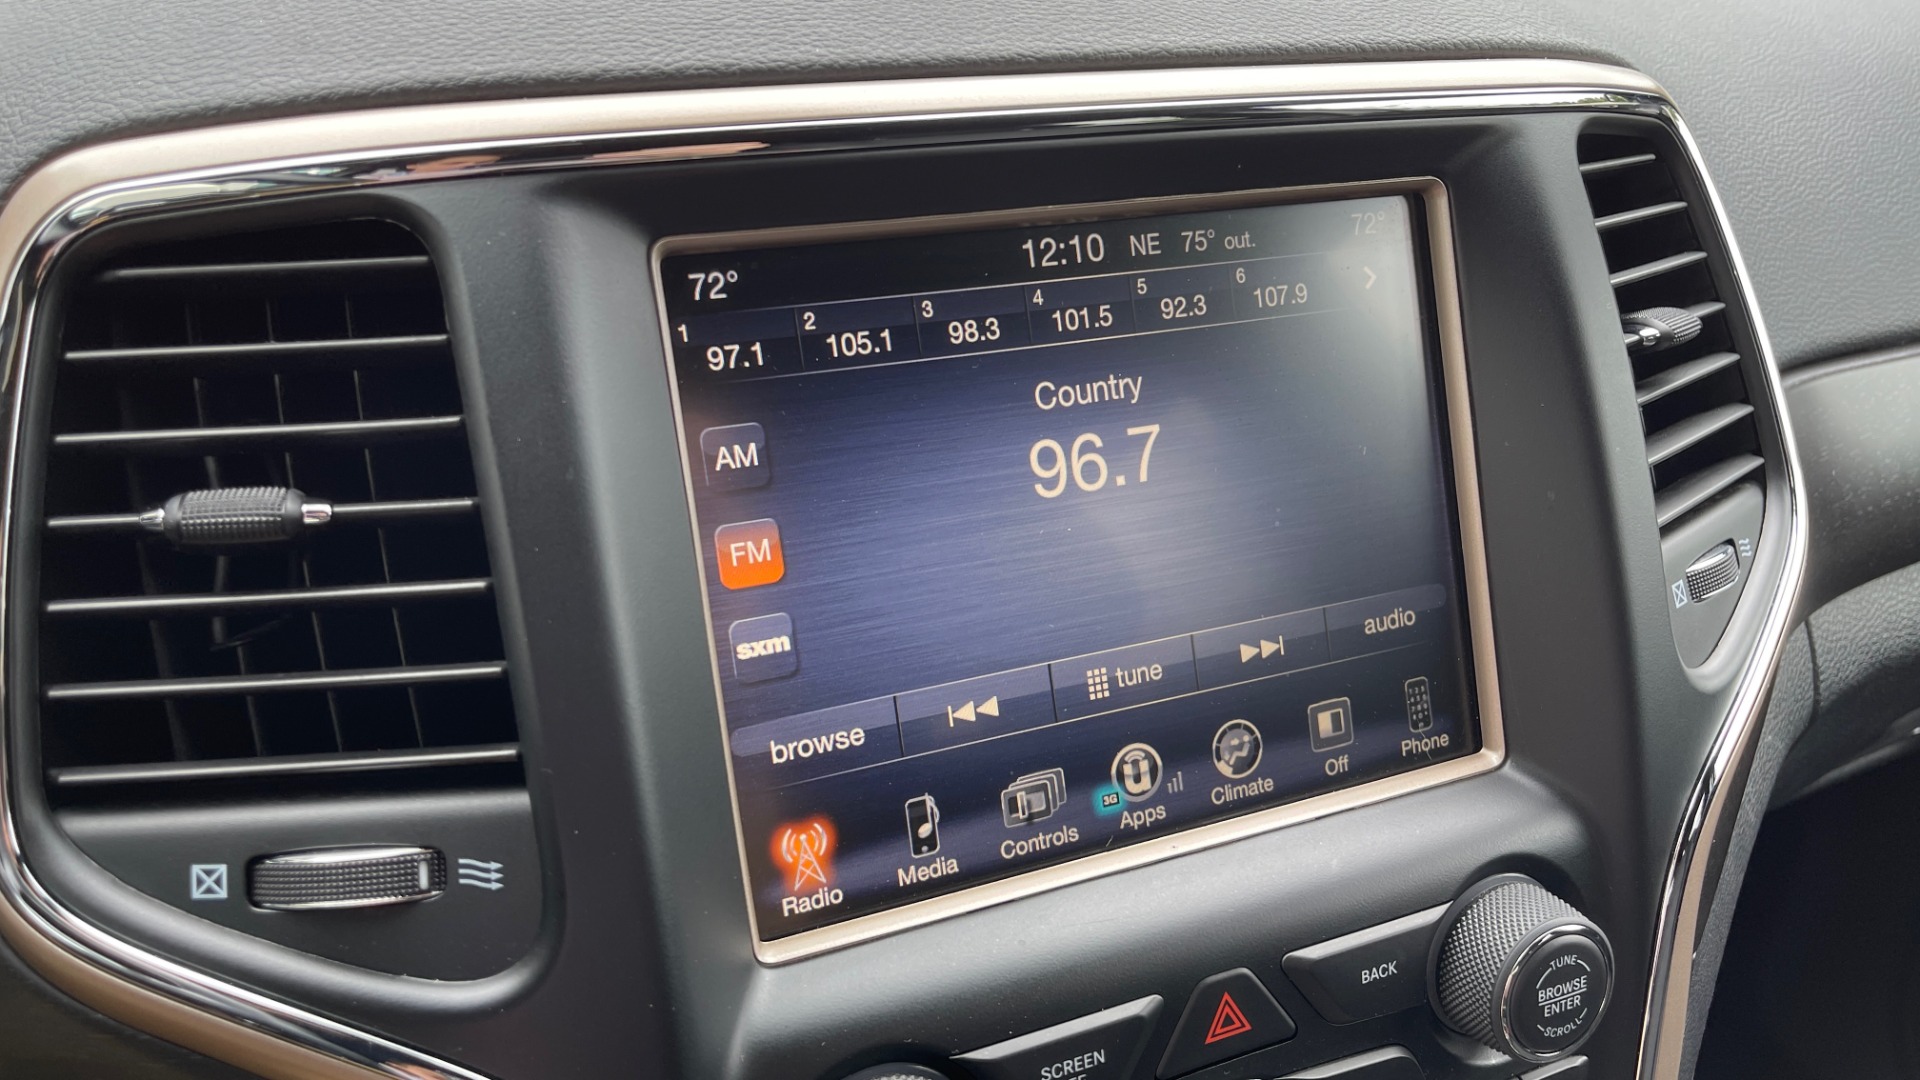 72° 12:10 NE 75° out. 72°
1 97.1 2 105.1 3 98.3 4 101.5 5 92.3 6 107.9
Country
96.7
AM
FM
sxm
browse tune audio
Radio Media Controls 3G Apps Climate Off Phone
BACK
TUNE
BROWSE
ENTER
SCROLL
SCREEN